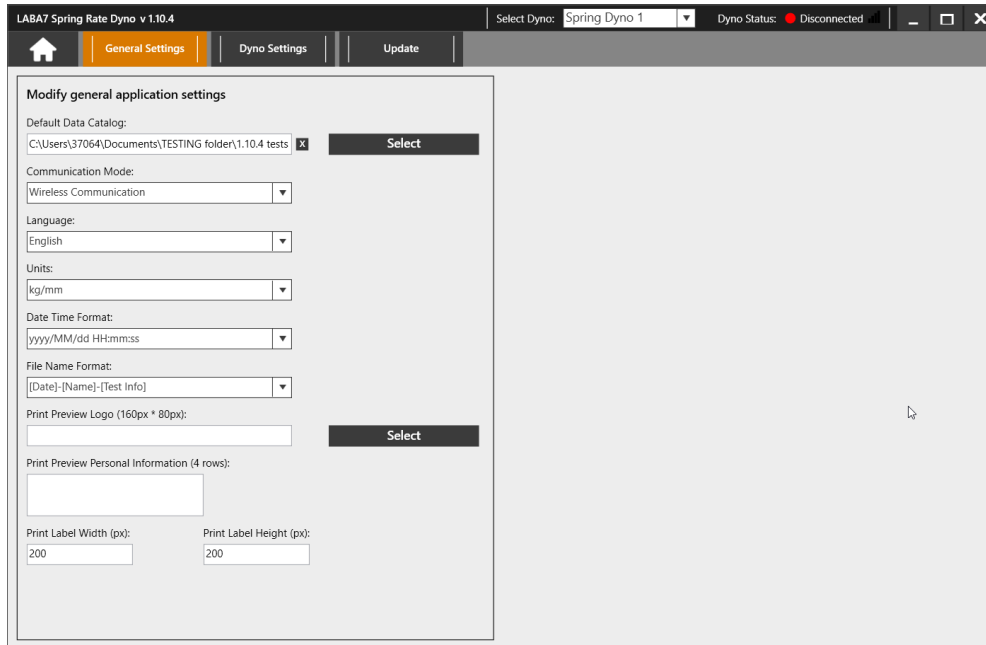 LABA7 Spring Rate Dyno v 1.10.4
Select Dyno: Spring Dyno 1
Dyno Status: Disconnected
General Settings
Dyno Settings
Update
Modify general application settings
Default Data Catalog:
C:\Users\37064\Documents\TESTING folder\1.10.4 tests X Select
Communication Mode:
Wireless Communication
Language:
English
Units:
kg/mm
Date Time Format:
yyyy/MM/dd HH:mm:ss
File Name Format:
[Date]-[Name]-[Test Info]
Print Preview Logo (160px * 80px):
Select
Print Preview Personal Information (4 rows):
Print Label Width (px): Print Label Height (px):
200 200